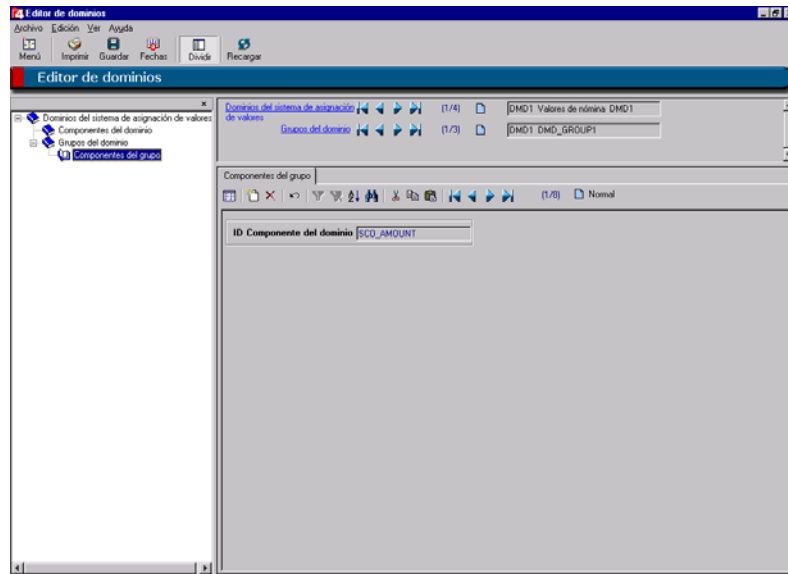 Editor de dominios
Archivo Edición Ver Ayuda
Menú Imprimir Guardar Fechas Dividir Recargar
Editor de dominios
Dominios del sistema de asignación de valores
Componentes del dominio
Grupos del dominio
Componentes del grupo
Dominios del sistema de asignación de valores (1/4) DMD1 Valores de nómina DMD1
Grupos del dominio (1/3) DMD1 DMD_GROUP1
Componentes del grupo
(1/8) Normal
ID Componente del dominio SCO_AMOUNT